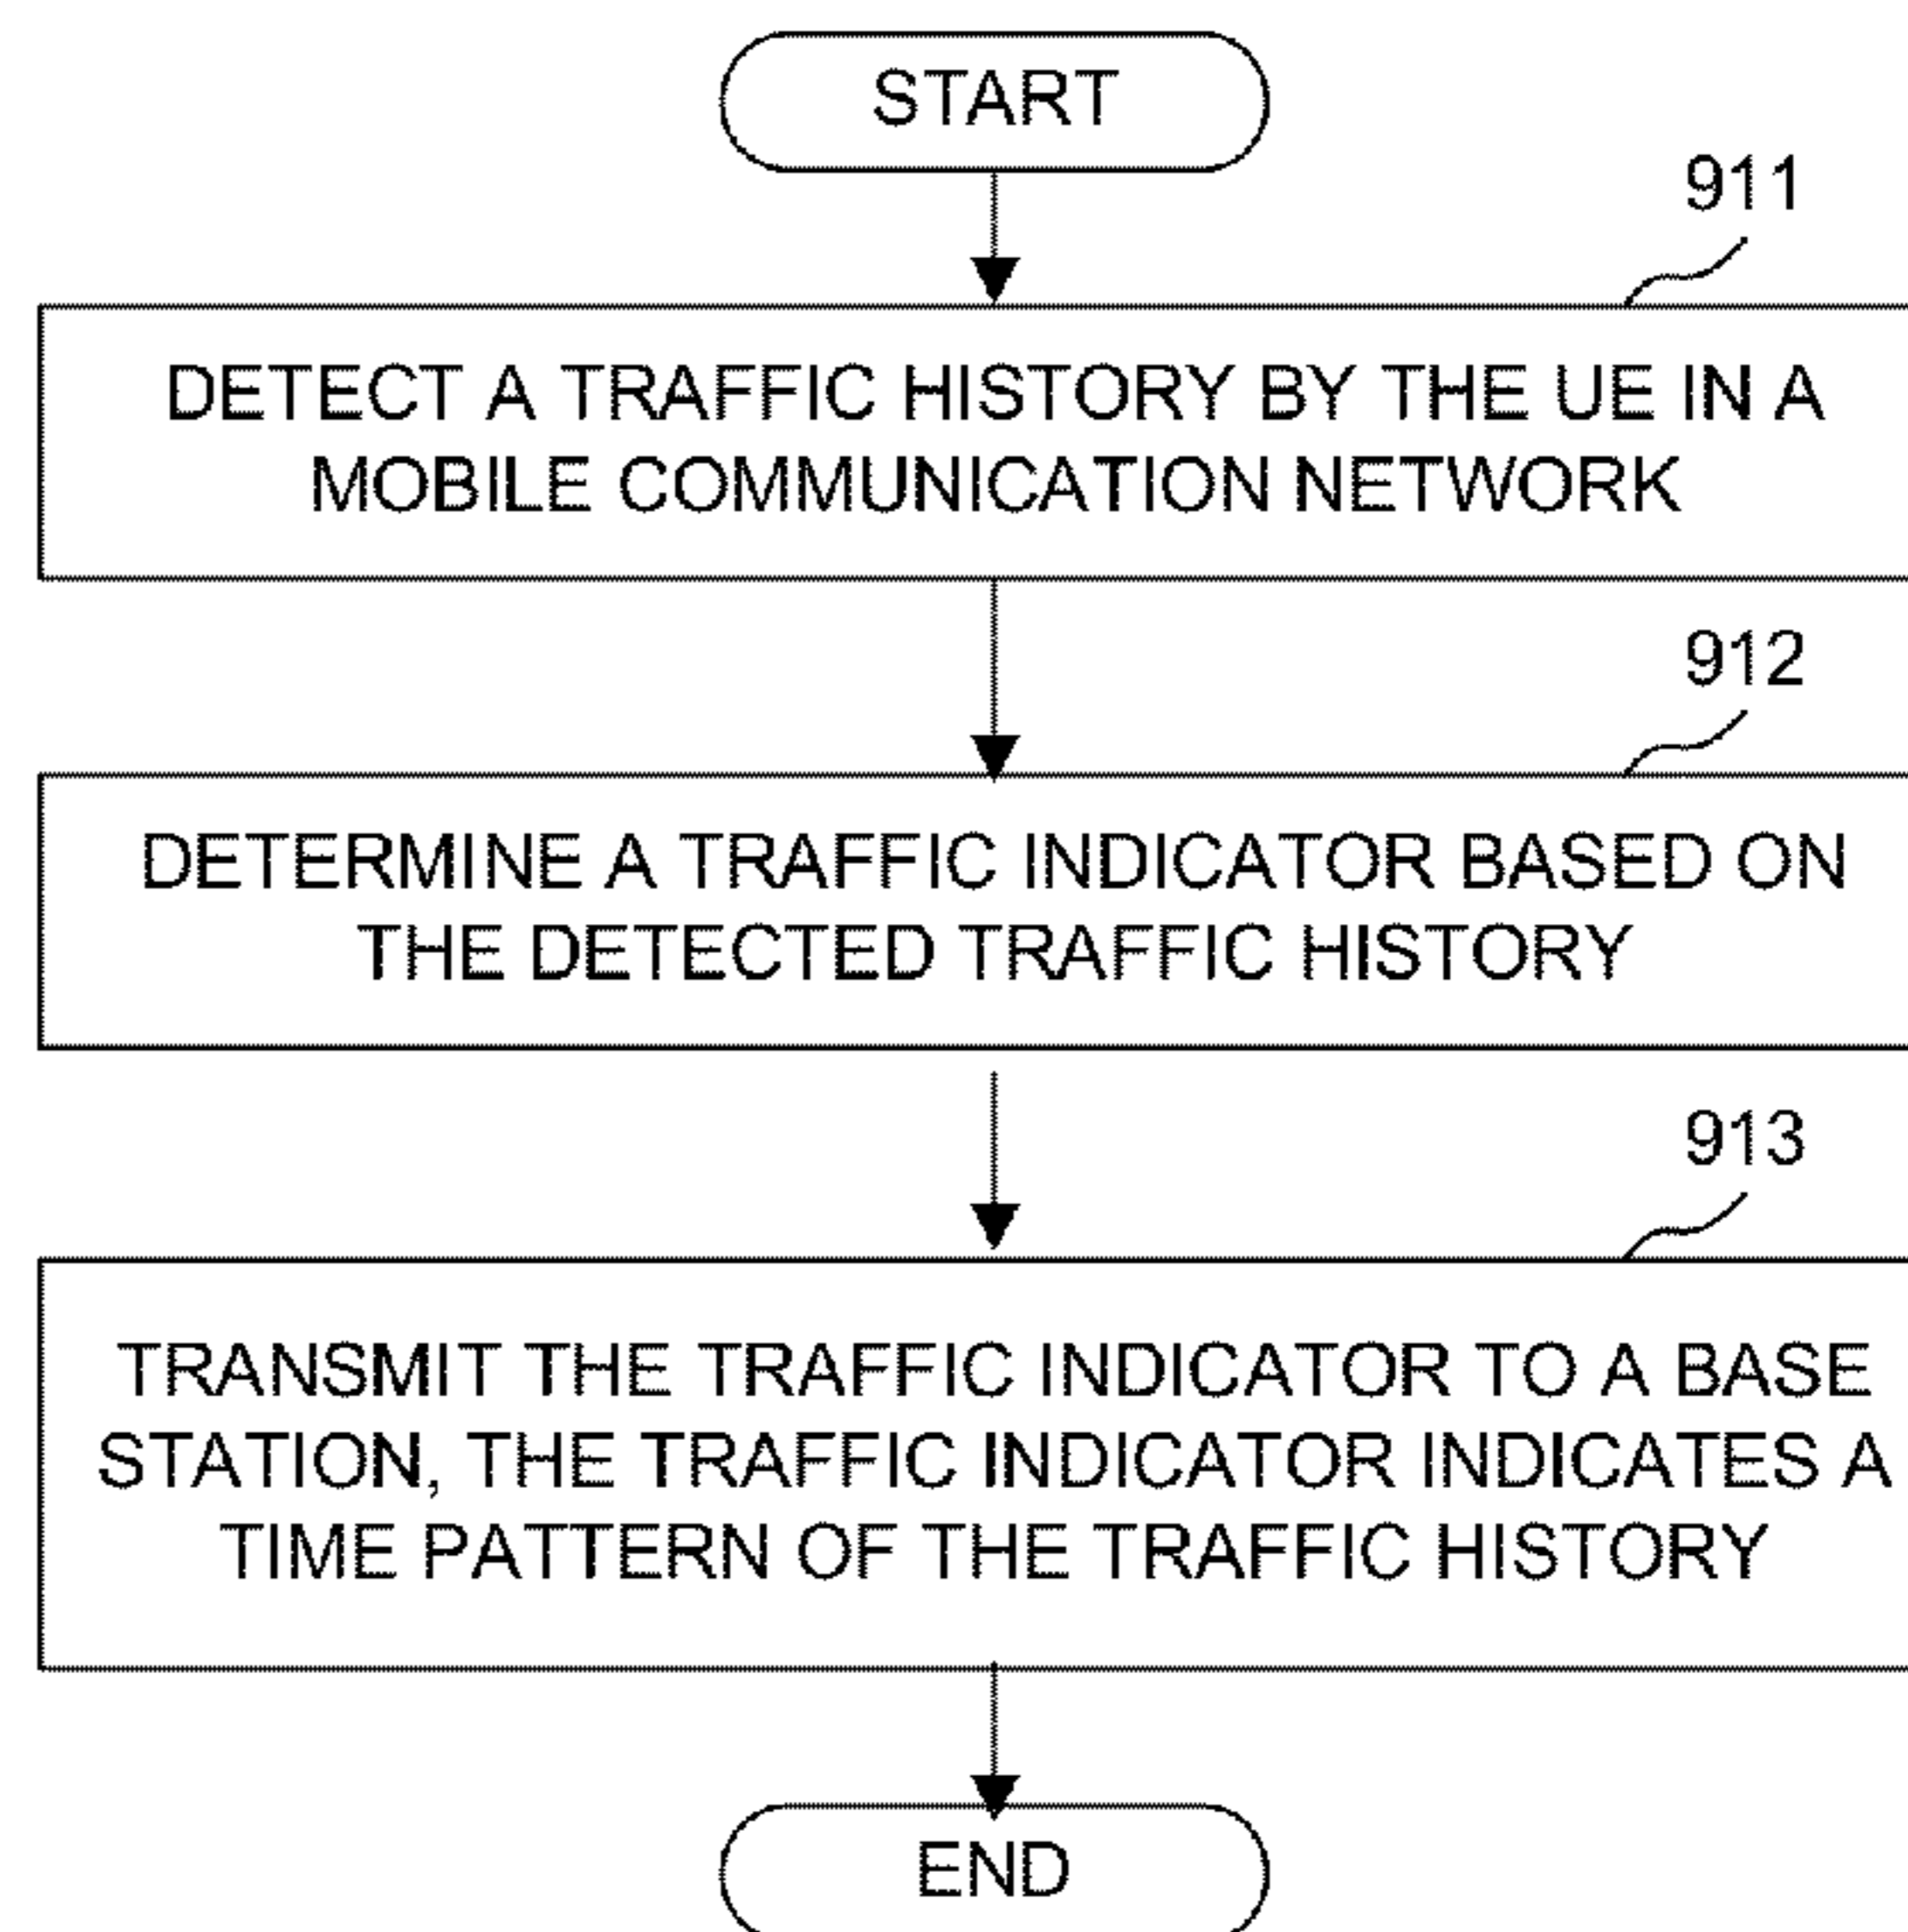 START
911
DETECT A TRAFFIC HISTORY BY THE UE IN A
MOBILE COMMUNICATION NETWORK
912
DETERMINE A TRAFFIC INDICATOR BASED ON
THE DETECTED TRAFFIC HISTORY
913
TRANSMIT THE TRAFFIC INDICATOR TO A BASE
STATION, THE TRAFFIC INDICATOR INDICATES A
TIME PATTERN OF THE TRAFFIC HISTORY
END